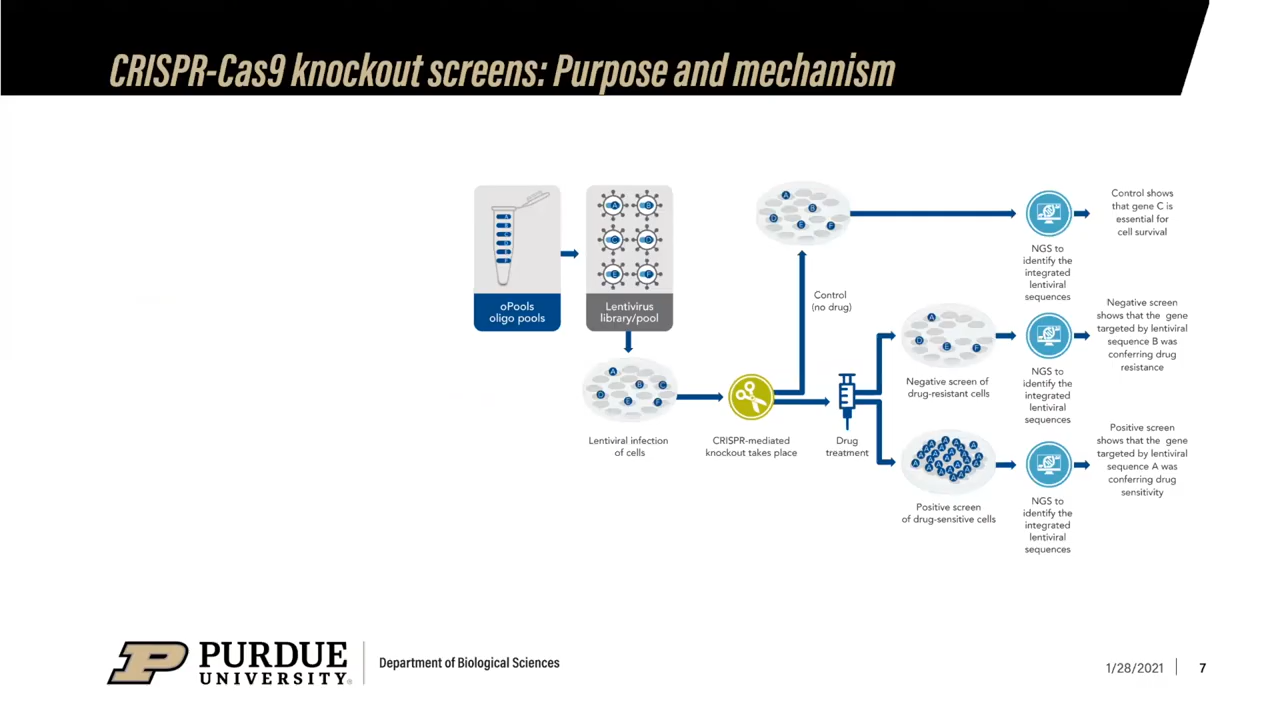 CRISPR-Cas9 knockout screens: Purpose and mechanism
A
B
C
D
E
F
oPools
oligo pools
A B
C D
E F
Lentivirus
library/pool
A
B C
D
E F
Lentiviral infection
of cells
CRISPR-mediated
knockout takes place
Control
(no drug)
Drug
treatment
A
B
D
E F
NGS to
identify the
integrated
lentiviral
sequences
Control shows
that gene C is
essential for
cell survival
A
D
E F
Negative screen of
drug-resistant cells
NGS to
identify the
integrated
lentiviral
sequences
Negative screen
shows that the gene
targeted by lentiviral
sequence B was
conferring drug
resistance
Positive screen
of drug-sensitive cells
NGS to
identify the
integrated
lentiviral
sequences
Positive screen
shows that the gene
targeted by lentiviral
sequence A was
conferring drug
sensitivity
PURDUE
UNIVERSITY®
Department of Biological Sciences
1/28/2021
7